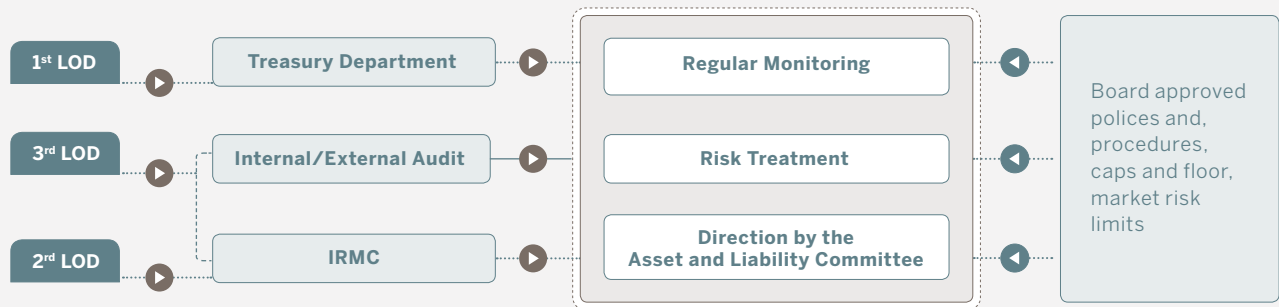 1st LOD
Treasury Department
Regular Monitoring
3rd LOD
Internal/External Audit
Risk Treatment
2rd LOD
IRMC
Direction by the
Asset and Liability Committee
Board approved
polices and,
procedures,
caps and floor,
market risk
limits